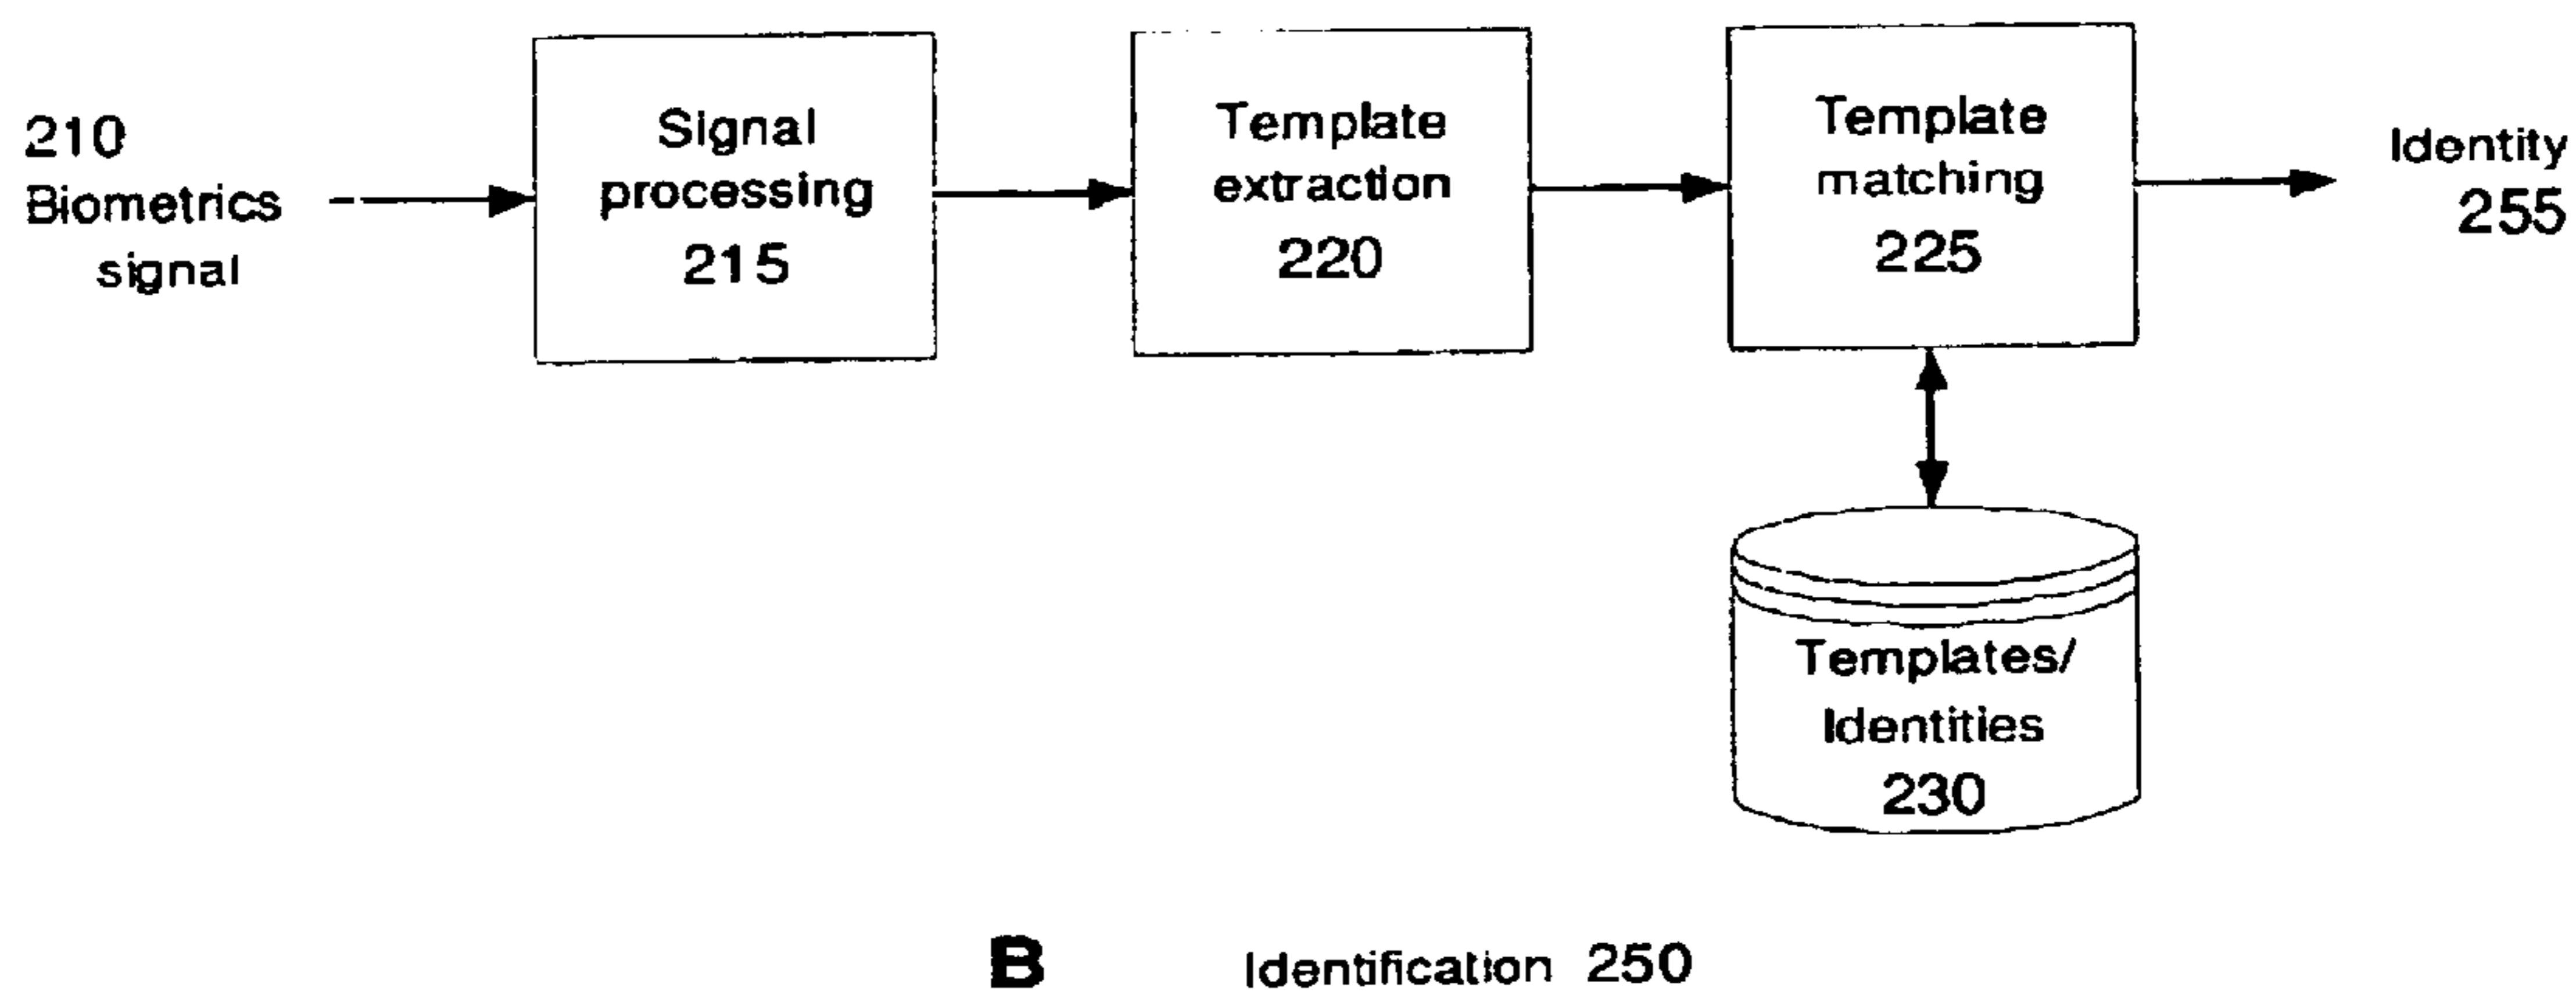 210
Biometrics
signal
Signal
processing
215
Template
extraction
220
Template
matching
225
Identity
255
Templates/
Identities
230
B Identification 250